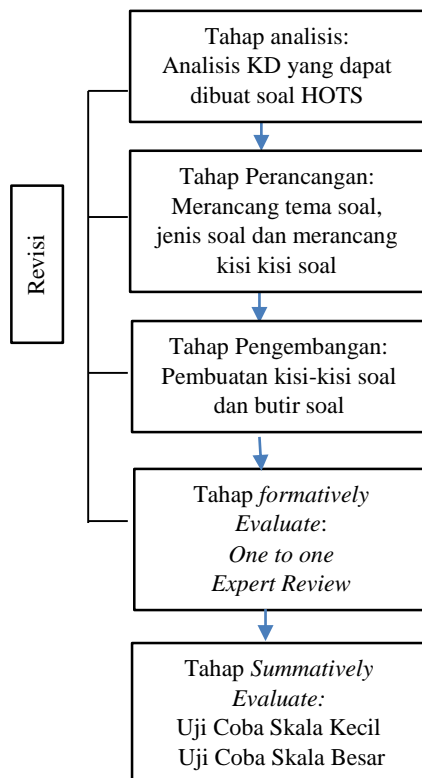 Tahap analisis:
Analisis KD yang dapat
dibuat soal HOTS
Tahap Perancangan:
Merancang tema soal,
jenis soal dan merancang
kisi kisi soal
Revisi
Tahap Pengembangan:
Pembuatan kisi-kisi soal
dan butir soal
Tahap formatively
Evaluate:
One to one
Expert Review
Tahap Summatively
Evaluate:
Uji Coba Skala Kecil
Uji Coba Skala Besar